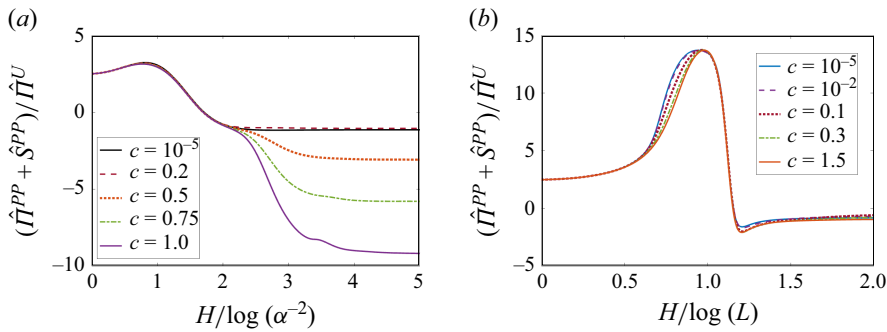 (a)
(Π̂^PP + Ŝ^PP)/Π̂^U
5
0
−5
−10
0 1 2 3 4 5
H/log (α^−2)
c = 10^−5
c = 0.2
c = 0.5
c = 0.75
c = 1.0
(b)
(Π̂^PP + Ŝ^PP)/Π̂^U
15
10
5
0
−5
0 0.5 1.0 1.5 2.0
H/log (L)
c = 10^−5
c = 10^−2
c = 0.1
c = 0.3
c = 1.5